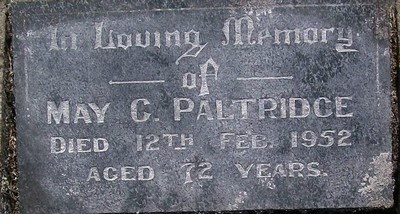 In Loving Memory
of
MAY C. PALTRIDGE
DIED 12TH FEB. 1952
AGED 72 YEARS.